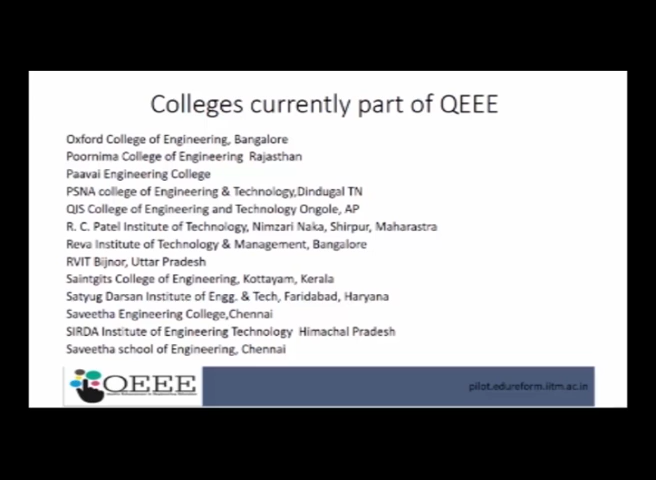 Colleges currently part of QEEE
Oxford College of Engineering, Bangalore
Poornima College of Engineering Rajasthan
Paavai Engineering College
PSNA college of Engineering & Technology,Dindugal TN
QIS College of Engineering and Technology Ongole, AP
R. C. Patel Institute of Technology, Nimzari Naka, Shirpur, Maharastra
Reva Institute of Technology & Management, Bangalore
RVIT Bijnor, Uttar Pradesh
Saintgits College of Engineering, Kottayam, Kerala
Satyug Darsan Institute of Engg. & Tech, Faridabad, Haryana
Saveetha Engineering College,Chennai
SIRDA Institute of Engineering Technology Himachal Pradesh
Saveetha school of Engineering, Chennai
QEEE
pilot.edureform.iitm.ac.in